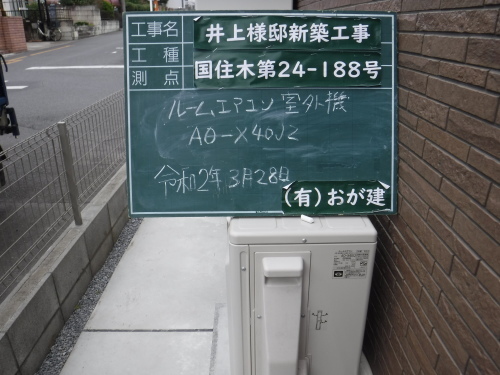 工事名 井上様邸新築工事
工種 国住木第24-188号
測点
ルームエアコン 室外機
AO-X40J2
令和2年 3月28日
(有)おが建